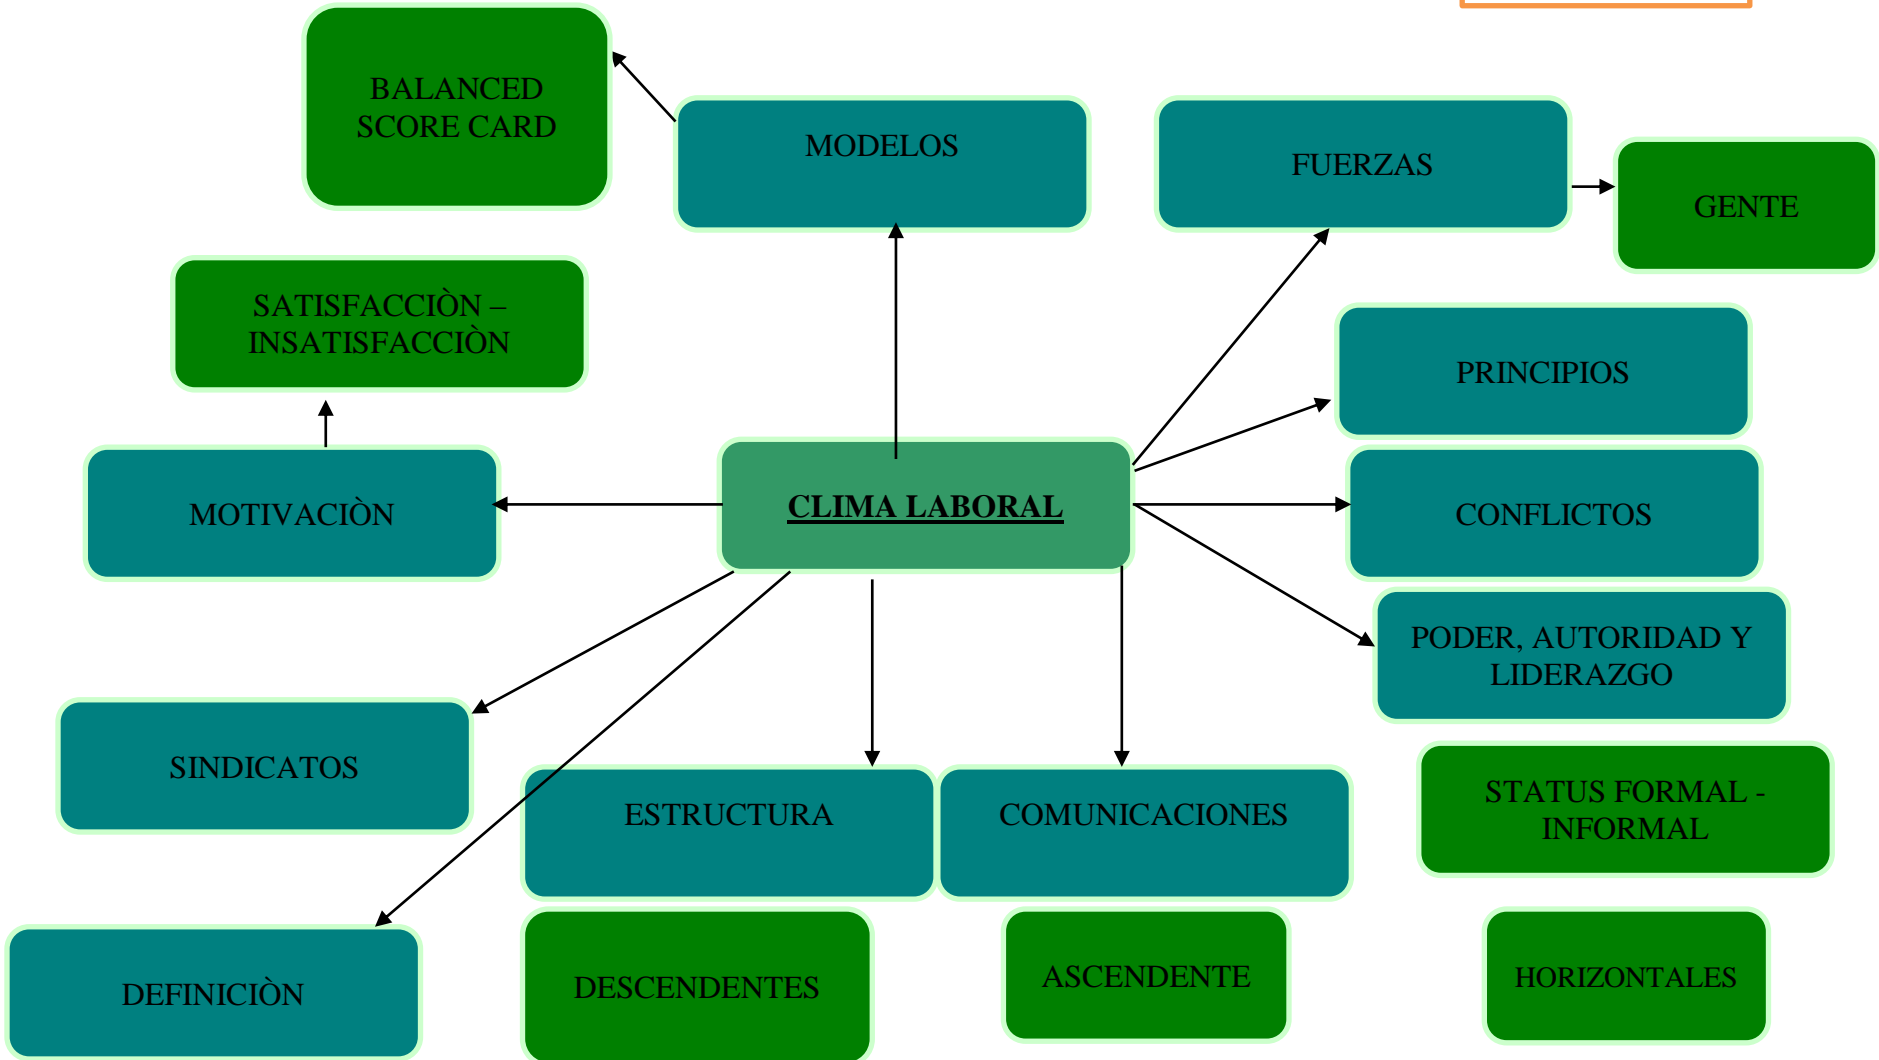 BALANCED
SCORE CARD
MODELOS
FUERZAS
GENTE
SATISFACCIÒN –
INSATISFACCIÒN
PRINCIPIOS
MOTIVACIÒN
CLIMA LABORAL
CONFLICTOS
PODER, AUTORIDAD Y
LIDERAZGO
SINDICATOS
ESTRUCTURA
COMUNICACIONES
STATUS FORMAL -
INFORMAL
DEFINICIÒN
DESCENDENTES
ASCENDENTE
HORIZONTALES